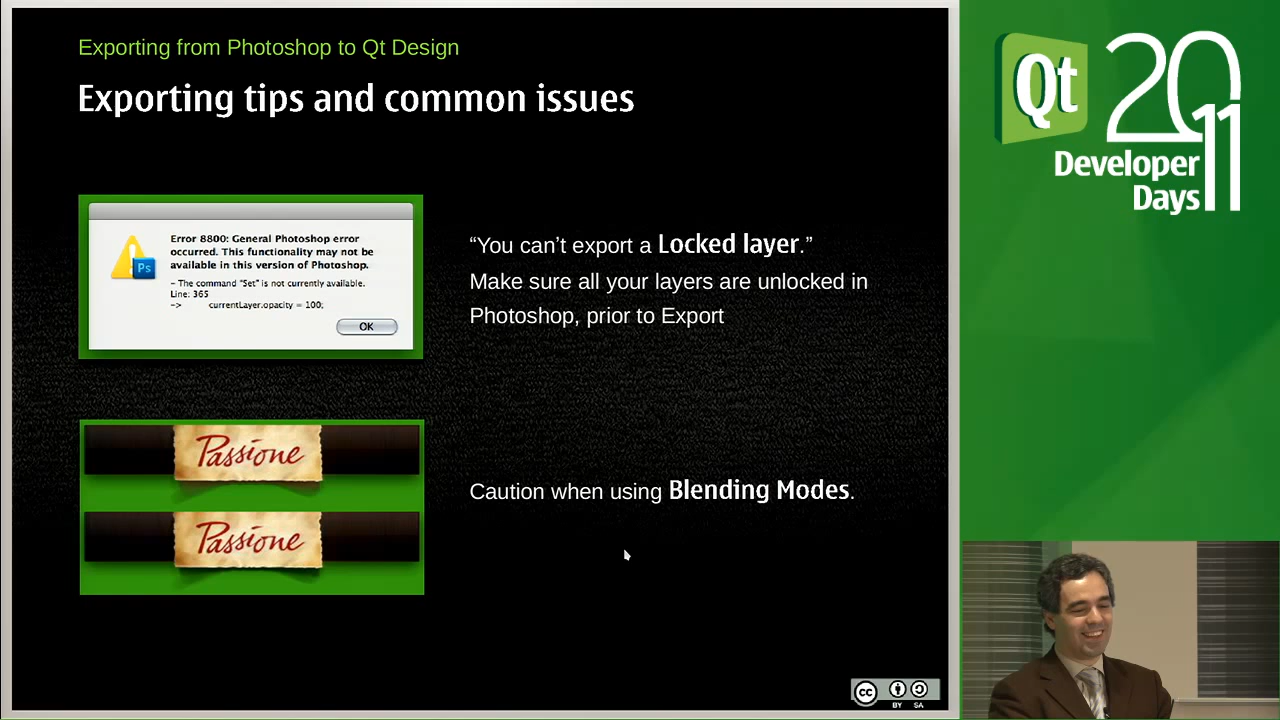 Exporting from Photoshop to Qt Design
Exporting tips and common issues
Error 8800: General Photoshop error
occurred. This functionality may not be
available in this version of Photoshop.
- The command "Set" is not currently available.
Line: 365
-> currentLayer.opacity = 100;
Ps
OK
“You can’t export a Locked layer.”
Make sure all your layers are unlocked in
Photoshop, prior to Export
Passione
Passione
Caution when using Blending Modes.
cc
BY SA
Qt 2011
Developer
Days